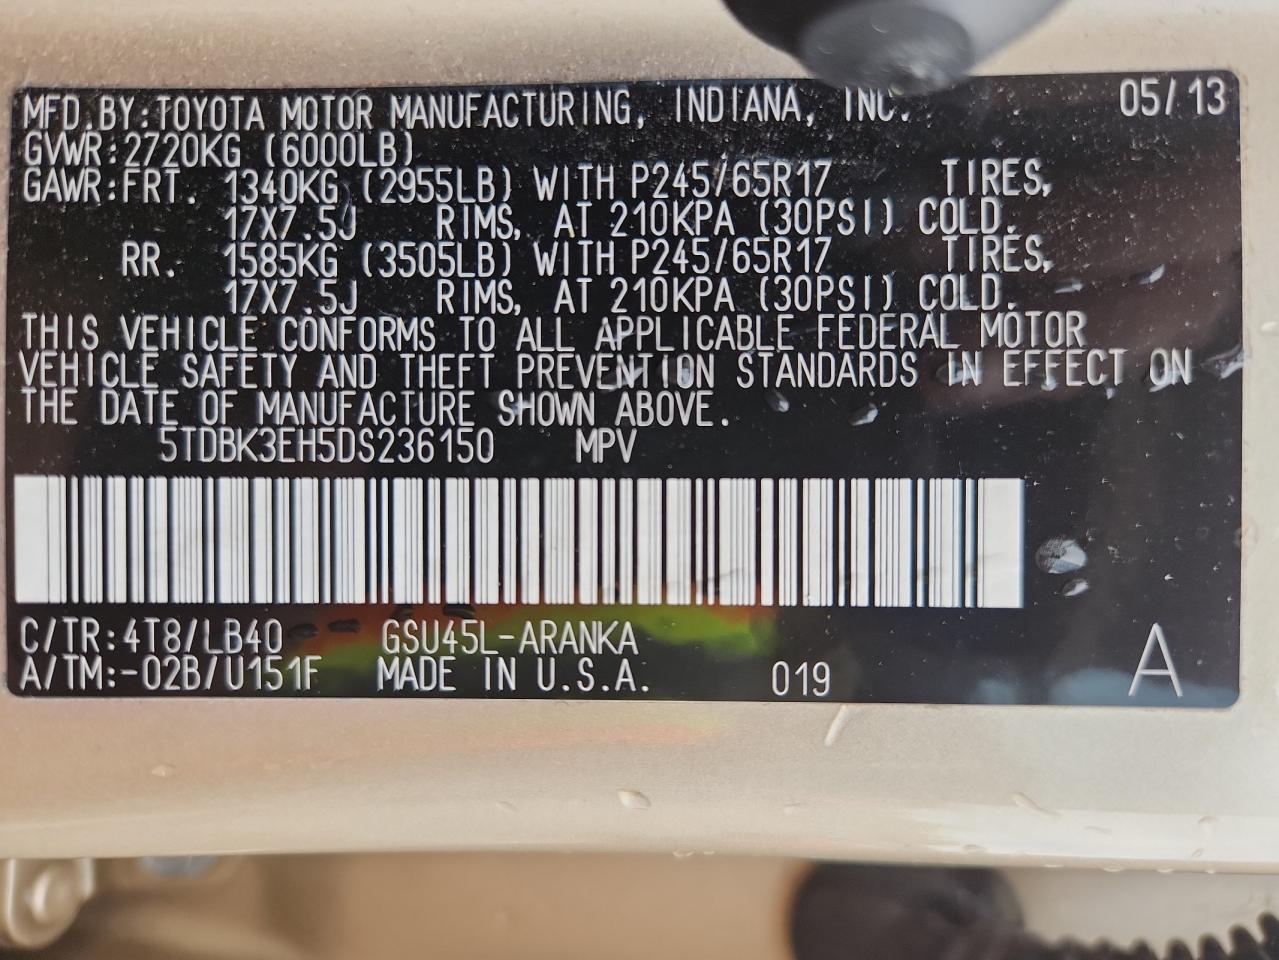 MFD.BY:TOYOTA MOTOR MANUFACTURING, INDIANA, INC. 05/13
GVWR:2720KG (6000LB)
GAWR:FRT. 1340KG (2955LB) WITH P245/65R17 TIRES,
17X7.5J RIMS, AT 210KPA (30PSI) COLD.
RR. 1585KG (3505LB) WITH P245/65R17 TIRES,
17X7.5J RIMS, AT 210KPA (30PSI) COLD.
THIS VEHICLE CONFORMS TO ALL APPLICABLE FEDERAL MOTOR
VEHICLE SAFETY AND THEFT PREVENTION STANDARDS IN EFFECT ON
THE DATE OF MANUFACTURE SHOWN ABOVE.
5TDBK3EH5DS236150 MPV
C/TR:4T8/LB40 GSU45L-ARANKA
A/TM:-02B/U151F MADE IN U.S.A. 019 A